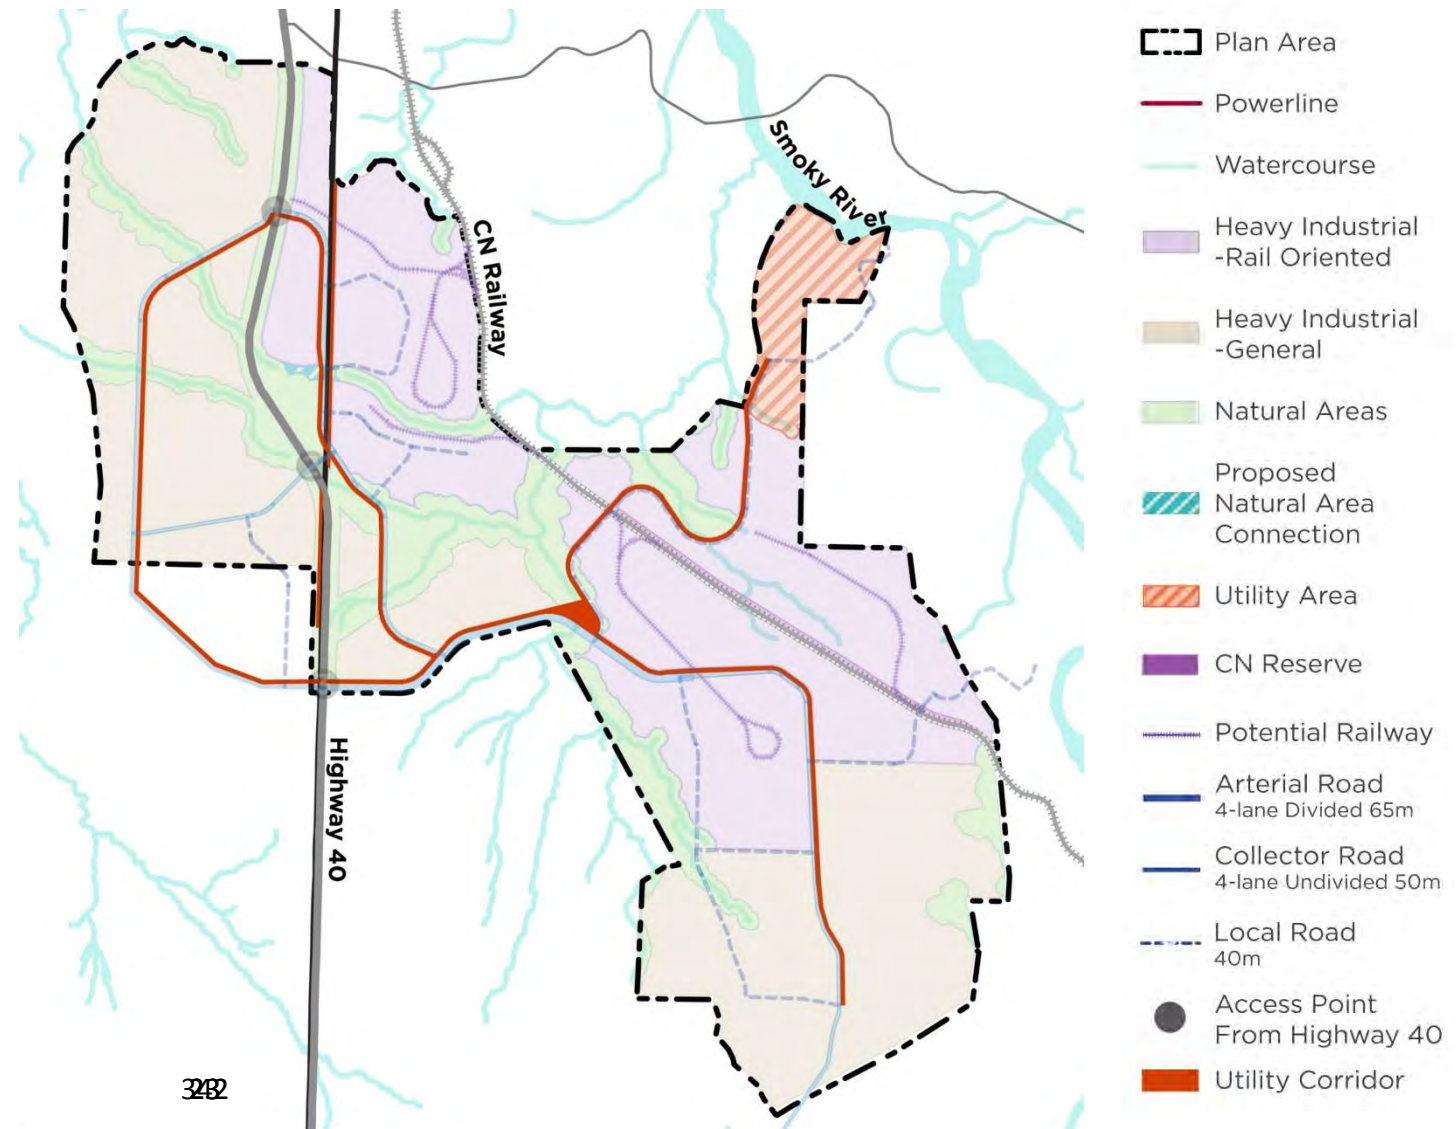 Smoky River
CN Railway
Highway 40
Plan Area
Powerline
Watercourse
Heavy Industrial
-Rail Oriented
Heavy Industrial
-General
Natural Areas
Proposed
Natural Area
Connection
Utility Area
CN Reserve
Potential Railway
Arterial Road
4-lane Divided 65m
Collector Road
4-lane Undivided 50m
Local Road
40m
Access Point
From Highway 40
Utility Corridor